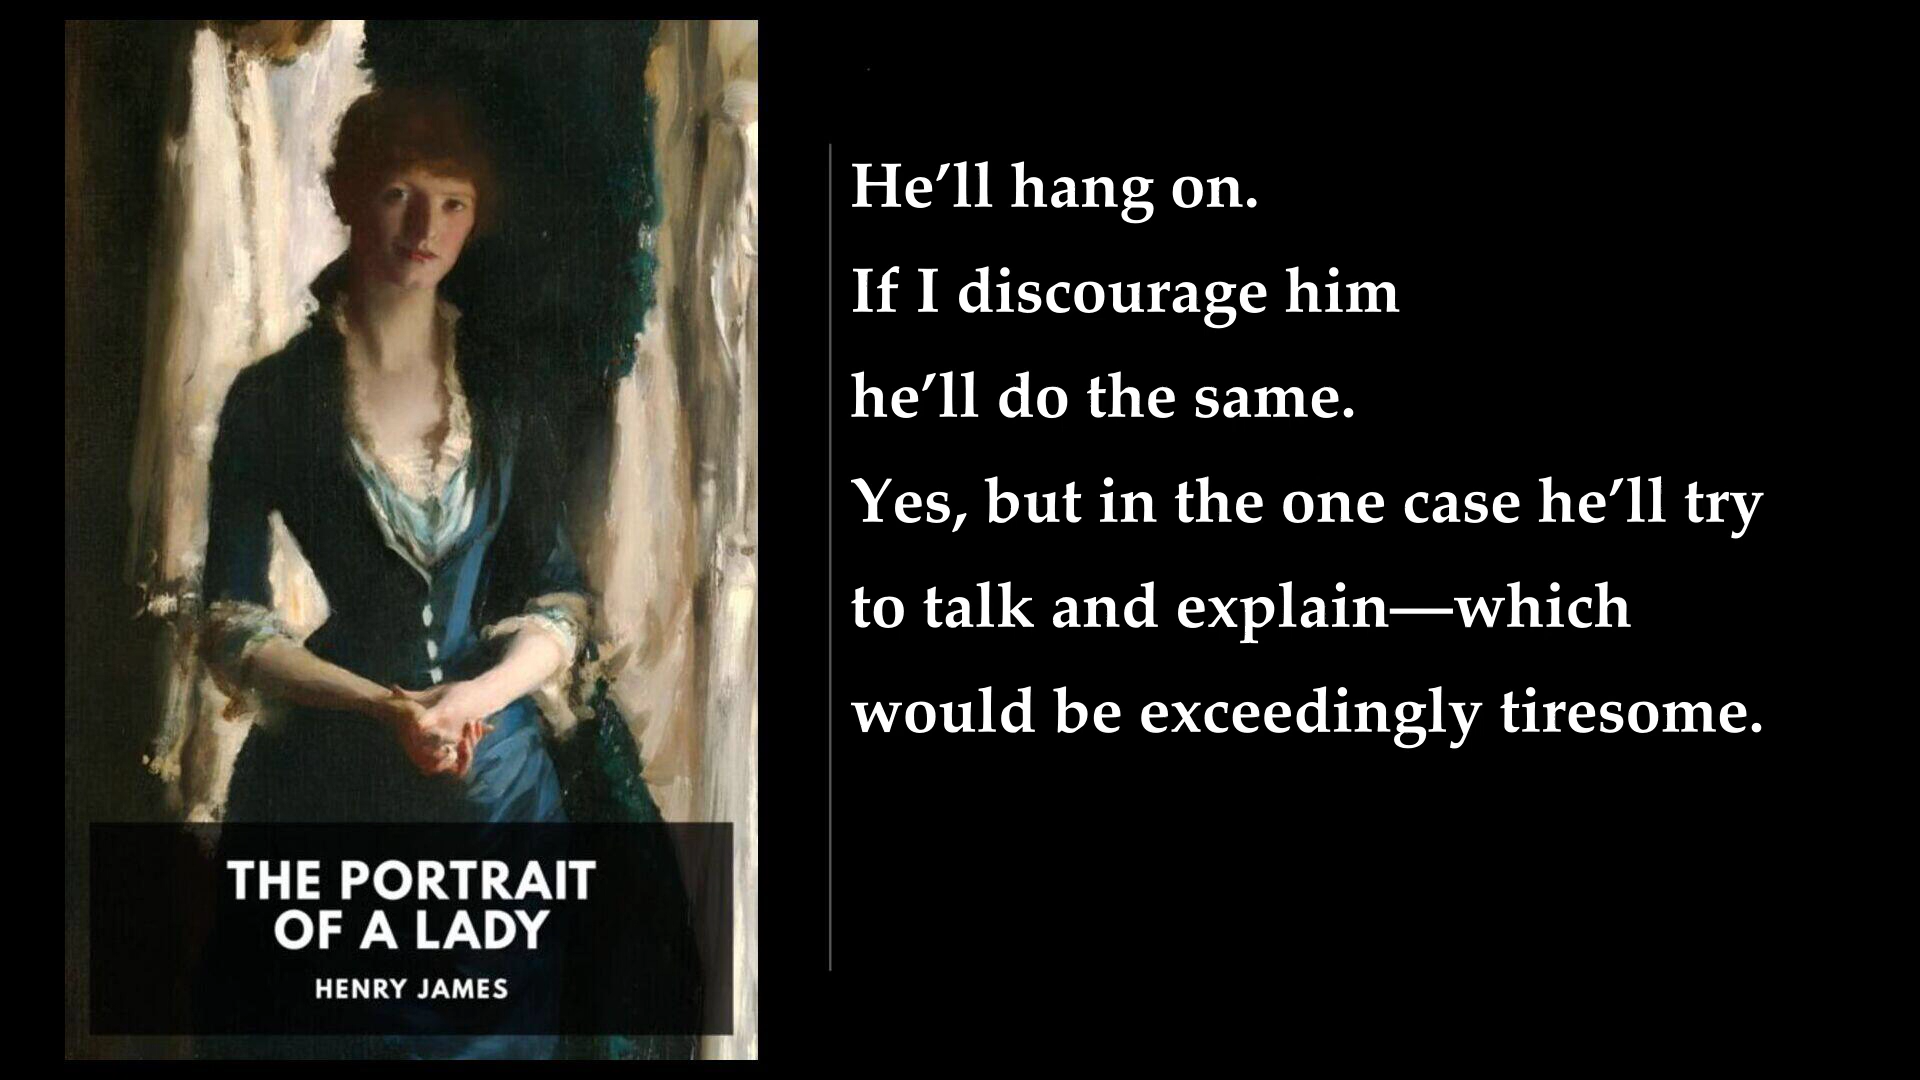 THE PORTRAIT
OF A LADY
HENRY JAMES
He’ll hang on.
If I discourage him
he’ll do the same.
Yes, but in the one case he’ll try
to talk and explain—which
would be exceedingly tiresome.